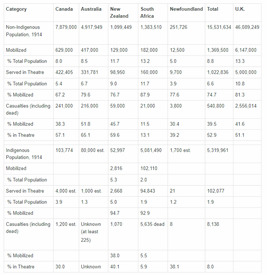 Category Canada Australia New Zealand South Africa Newfoundland Total U.K.
Non-Indigenous Population, 1914 7,879,000 4,917,949 1,099,449 1,383,510 251,726 15,531,634 46,089,249
Mobilized 629,000 417,000 129,000 182,000 12,500 1,369,500 6,147,000
% Total Population 8.0 8.5 11.7 13.2 5.0 8.8 13.3
Served in Theatre 422,405 331,781 98,950 160,000 9,700 1,022,836 5,000,000
% Total Population 5.4 6.7 9.0 11.7 3.9 6.6 10.8
% Mobilized 67.2 79.6 76.7 87.9 77.6 74.7 81.3
Casualties (including dead) 241,000 216,000 59,000 21,000 3,800 540,800 2,556,014
% Mobilized 38.3 51.8 45.7 11.5 30.4 39.5 41.6
% in Theatre 57.1 65.1 59.6 13.1 39.2 52.9 51.1
Indigenous Population, 1914 103,774 80,000 est. 52,997 5,081,490 1,700 est. 5,319,961
Mobilized 2,816 102,110
% Total Population 5.3 2.0
Served in Theatre 4,000 est. 1,000 est. 2,668 94,843 21 102,877
% Total Population 3.9 1.3 5.0 1.9 1.2 1.9
% Mobilized 94.7 92.9
Casualties (including dead) 1,200 est Unknown (at least 225) 1,070 5,635 dead 8 8,138
38.0 5.5
% in Theatre 30.0 Unknown 40.1 5.9 38.1 8.0